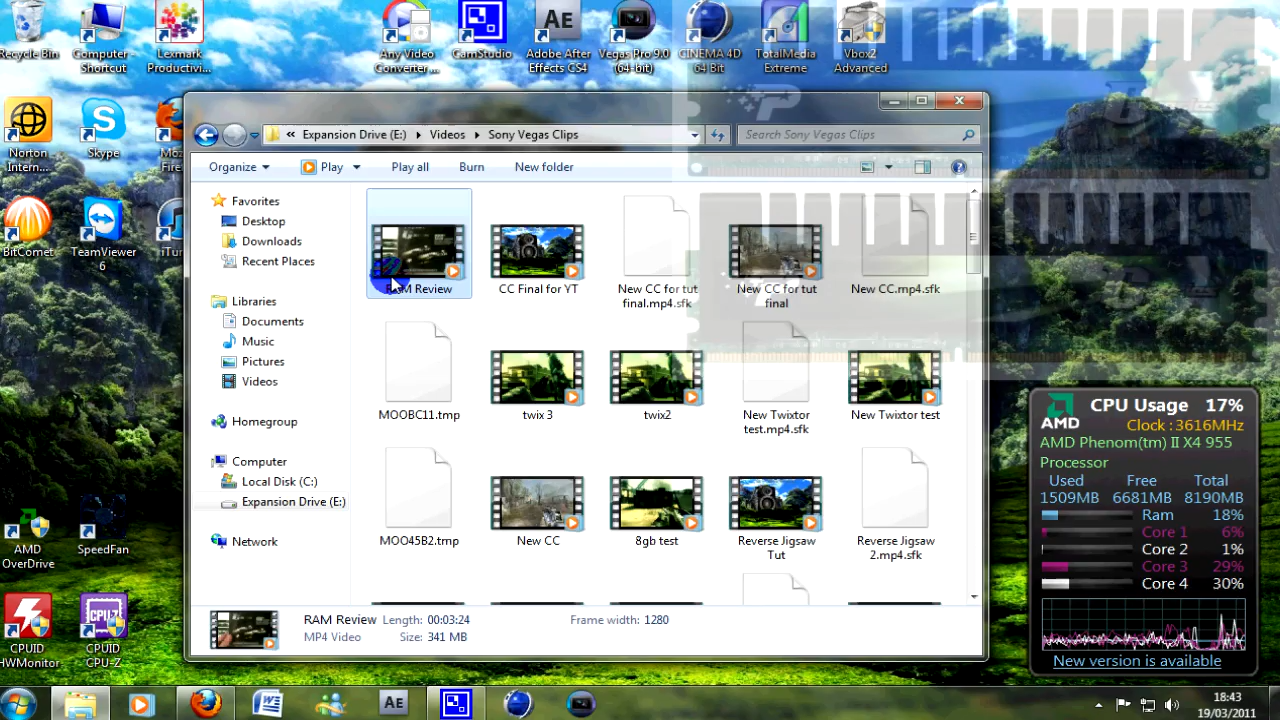 Recycle Bin
Computer - Shortcut
Lexmark Productivi...
Any Video Converter ...
CamStudio
Adobe After Effects CS4
Vegas Pro 9.0 (64-bit)
CINEMA 4D 64 Bit
TotalMedia Extreme
Vbox2 Advanced
Norton Intern...
Skype
BitComet
TeamViewer 6
AMD OverDrive
SpeedFan
CPUID HWMonitor
CPUID CPU-Z
« Expansion Drive (E:) Videos Sony Vegas Clips
Search Sony Vegas Clips
Organize Play Play all Burn New folder
Favorites
Desktop
Downloads
Recent Places
Libraries
Documents
Music
Pictures
Videos
Homegroup
Computer
Local Disk (C:)
Expansion Drive (E:)
Network
RAM Review
CC Final for YT
New CC for tut final.mp4.sfk
New CC for tut final
New CC.mp4.sfk
MOOBC11.tmp
twix 3
twix2
New Twixtor test.mp4.sfk
New Twixtor test
MOO45B2.tmp
New CC
8gb test
Reverse Jigsaw Tut
Reverse Jigsaw 2.mp4.sfk
RAM Review Length: 00:03:24 Frame width: 1280
MP4 Video Size: 341 MB
AMD
CPU Usage 17%
Clock : 3616MHz
AMD Phenom(tm) II X4 955
Processor
Used Free Total
1509MB 6681MB 8190MB
Ram 18%
Core 1 6%
Core 2 1%
Core 3 29%
Core 4 30%
New version is available
AE
18:43
19/03/2011